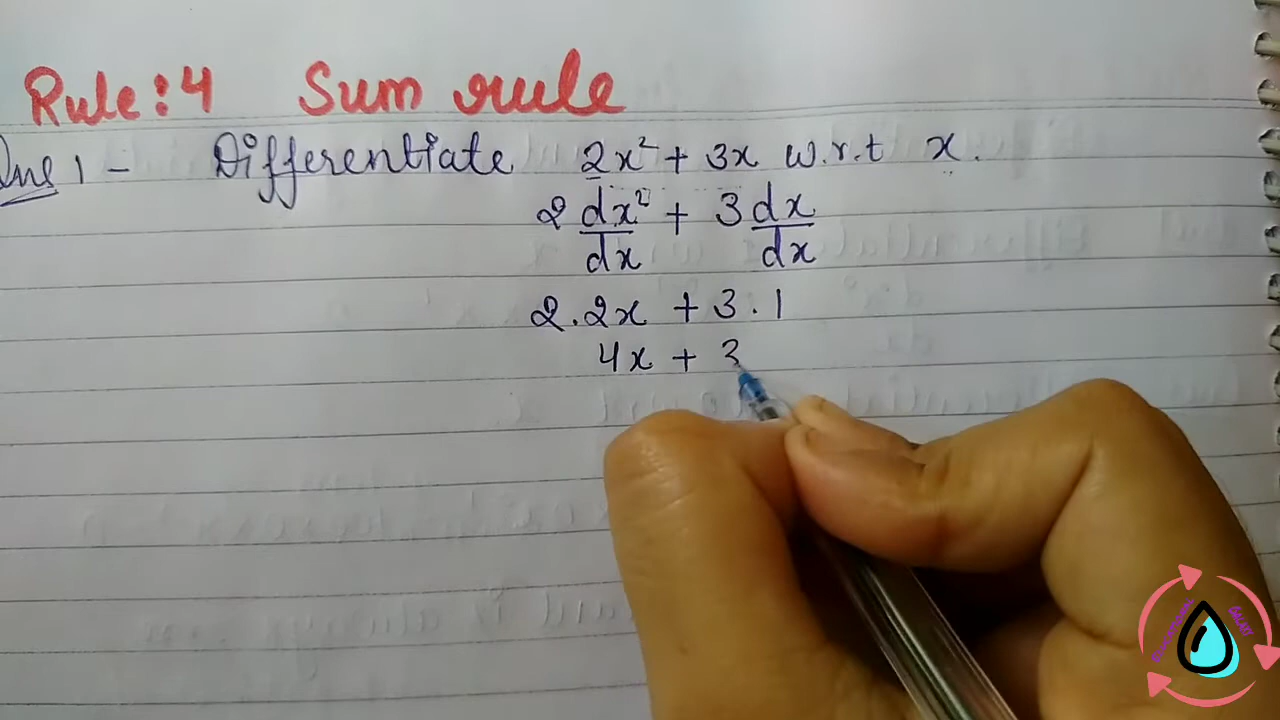 Rule:4 Sum rule
Ques 1 - Differentiate 2x² + 3x w.r.t x.
2 dx²/dx + 3 dx/dx
2.2x + 3.1
4x + 3